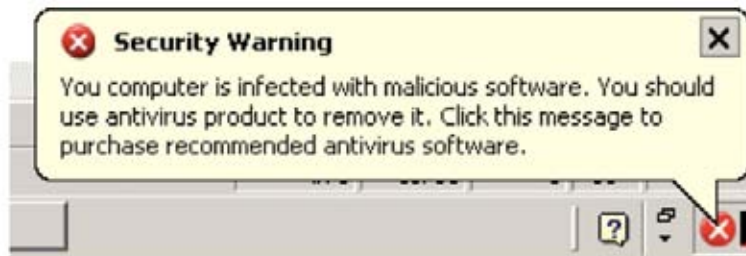 Security Warning
You computer is infected with malicious software. You should
use antivirus product to remove it. Click this message to
purchase recommended antivirus software.